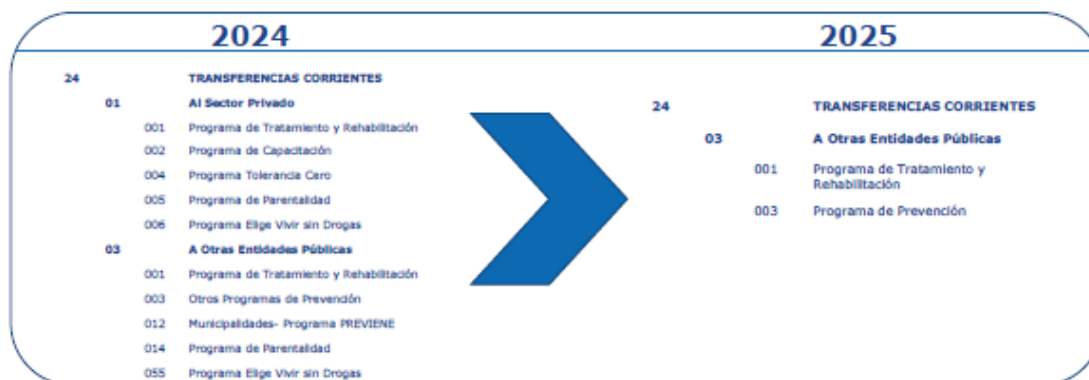 2024
24 TRANSFERENCIAS CORRIENTES
01 Al Sector Privado
001 Programa de Tratamiento y Rehabilitación
002 Programa de Capacitación
004 Programa Tolerancia Cero
005 Programa de Parentalidad
006 Programa Elige Vivir sin Drogas
03 A Otras Entidades Públicas
001 Programa de Tratamiento y Rehabilitación
003 Otros Programas de Prevención
012 Municipalidades- Programa PREVIENE
014 Programa de Parentalidad
055 Programa Elige Vivir sin Drogas
2025
24 TRANSFERENCIAS CORRIENTES
03 A Otras Entidades Públicas
001 Programa de Tratamiento y
Rehabilitación
003 Programa de Prevención